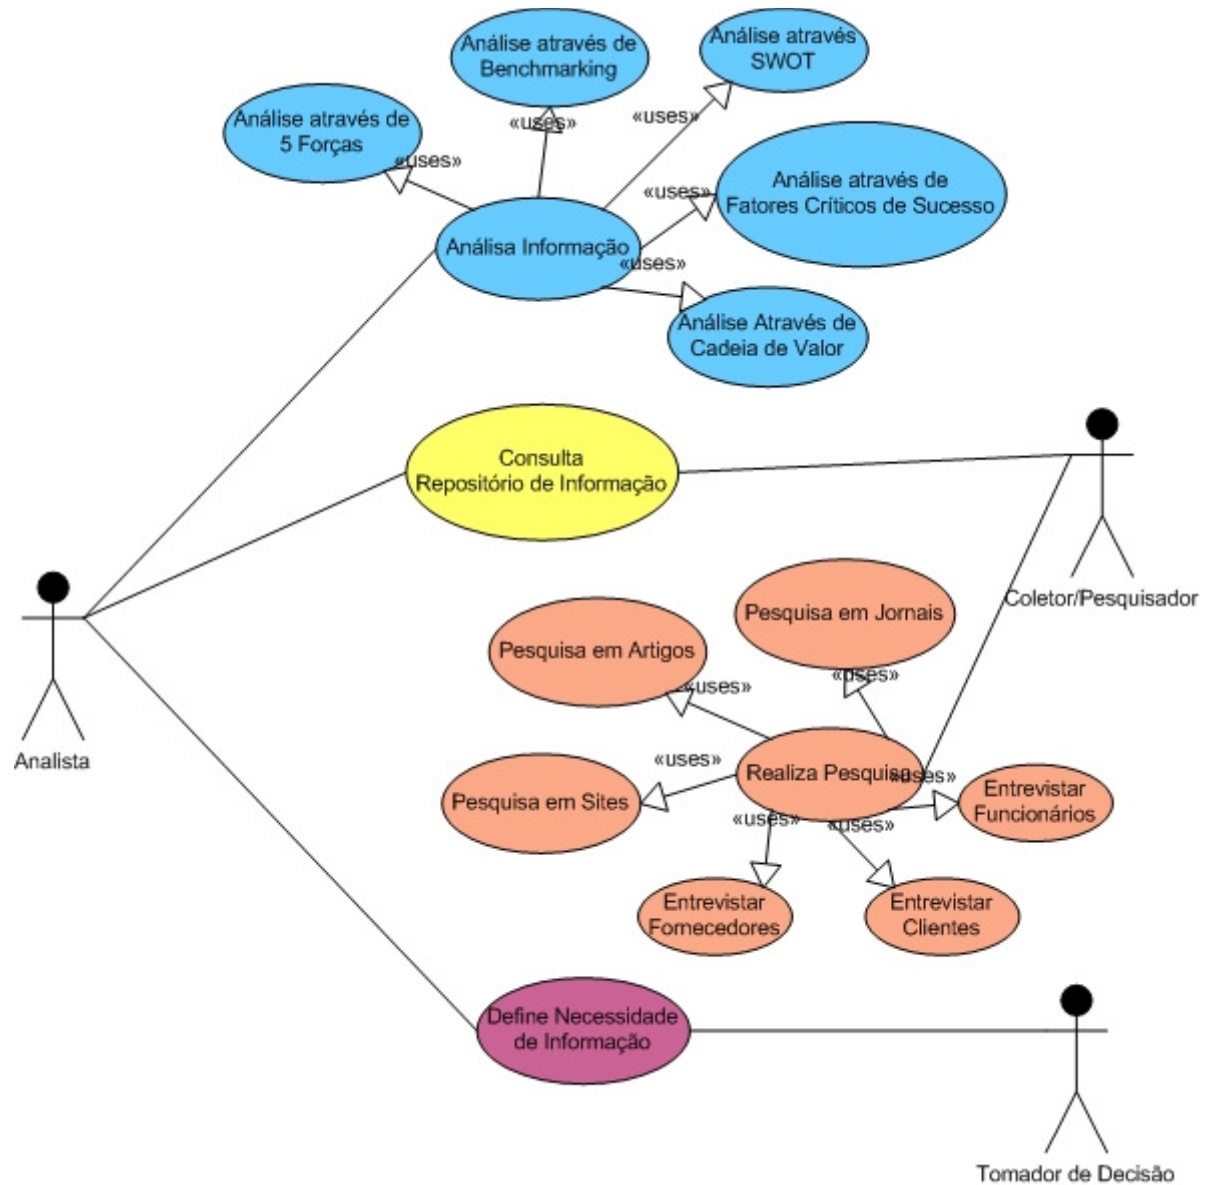 Análise através de
Benchmarking
Análise através
SWOT
Análise através de
5 Forças
«uses»
«uses»
«uses»
«uses»
Análise através de
Fatores Críticos de Sucesso
Análisa Informação
«uses»
Análise Através de
Cadeia de Valor
Consulta
Repositório de Informação
Coletor/Pesquisador
Pesquisa em Jornais
Pesquisa em Artigos
«uses»
«uses»
Analista
«uses»
Realiza Pesquisa
«uses»
Pesquisa em Sites
Entrevistar
Funcionários
«uses»
«uses»
Entrevistar
Fornecedores
Entrevistar
Clientes
Define Necessidade
de Informação
Tomador de Decisão